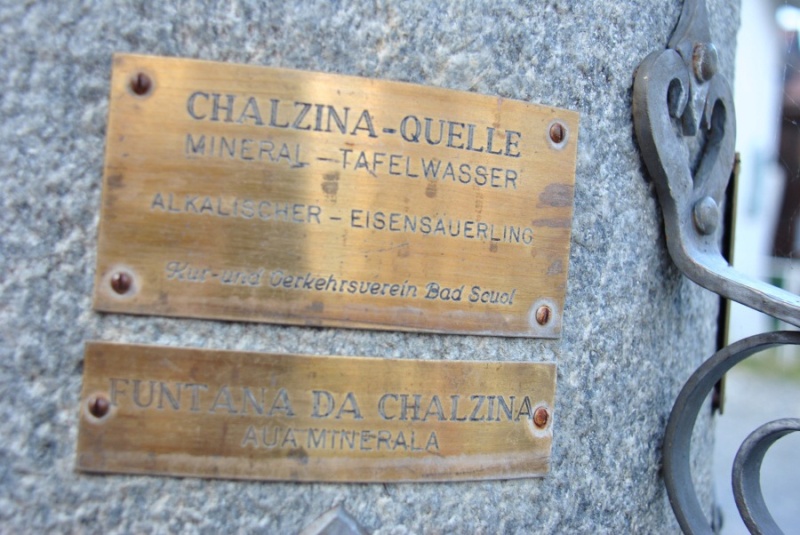 CHALZINA-QUELLE
MINERAL-TAFELWASSER
ALKALISCHER-EISENSÄUERLING
Kur-und Verkehrsverein Bad Scuol
FUNTANA DA CHALZINA
AUA MINERALA